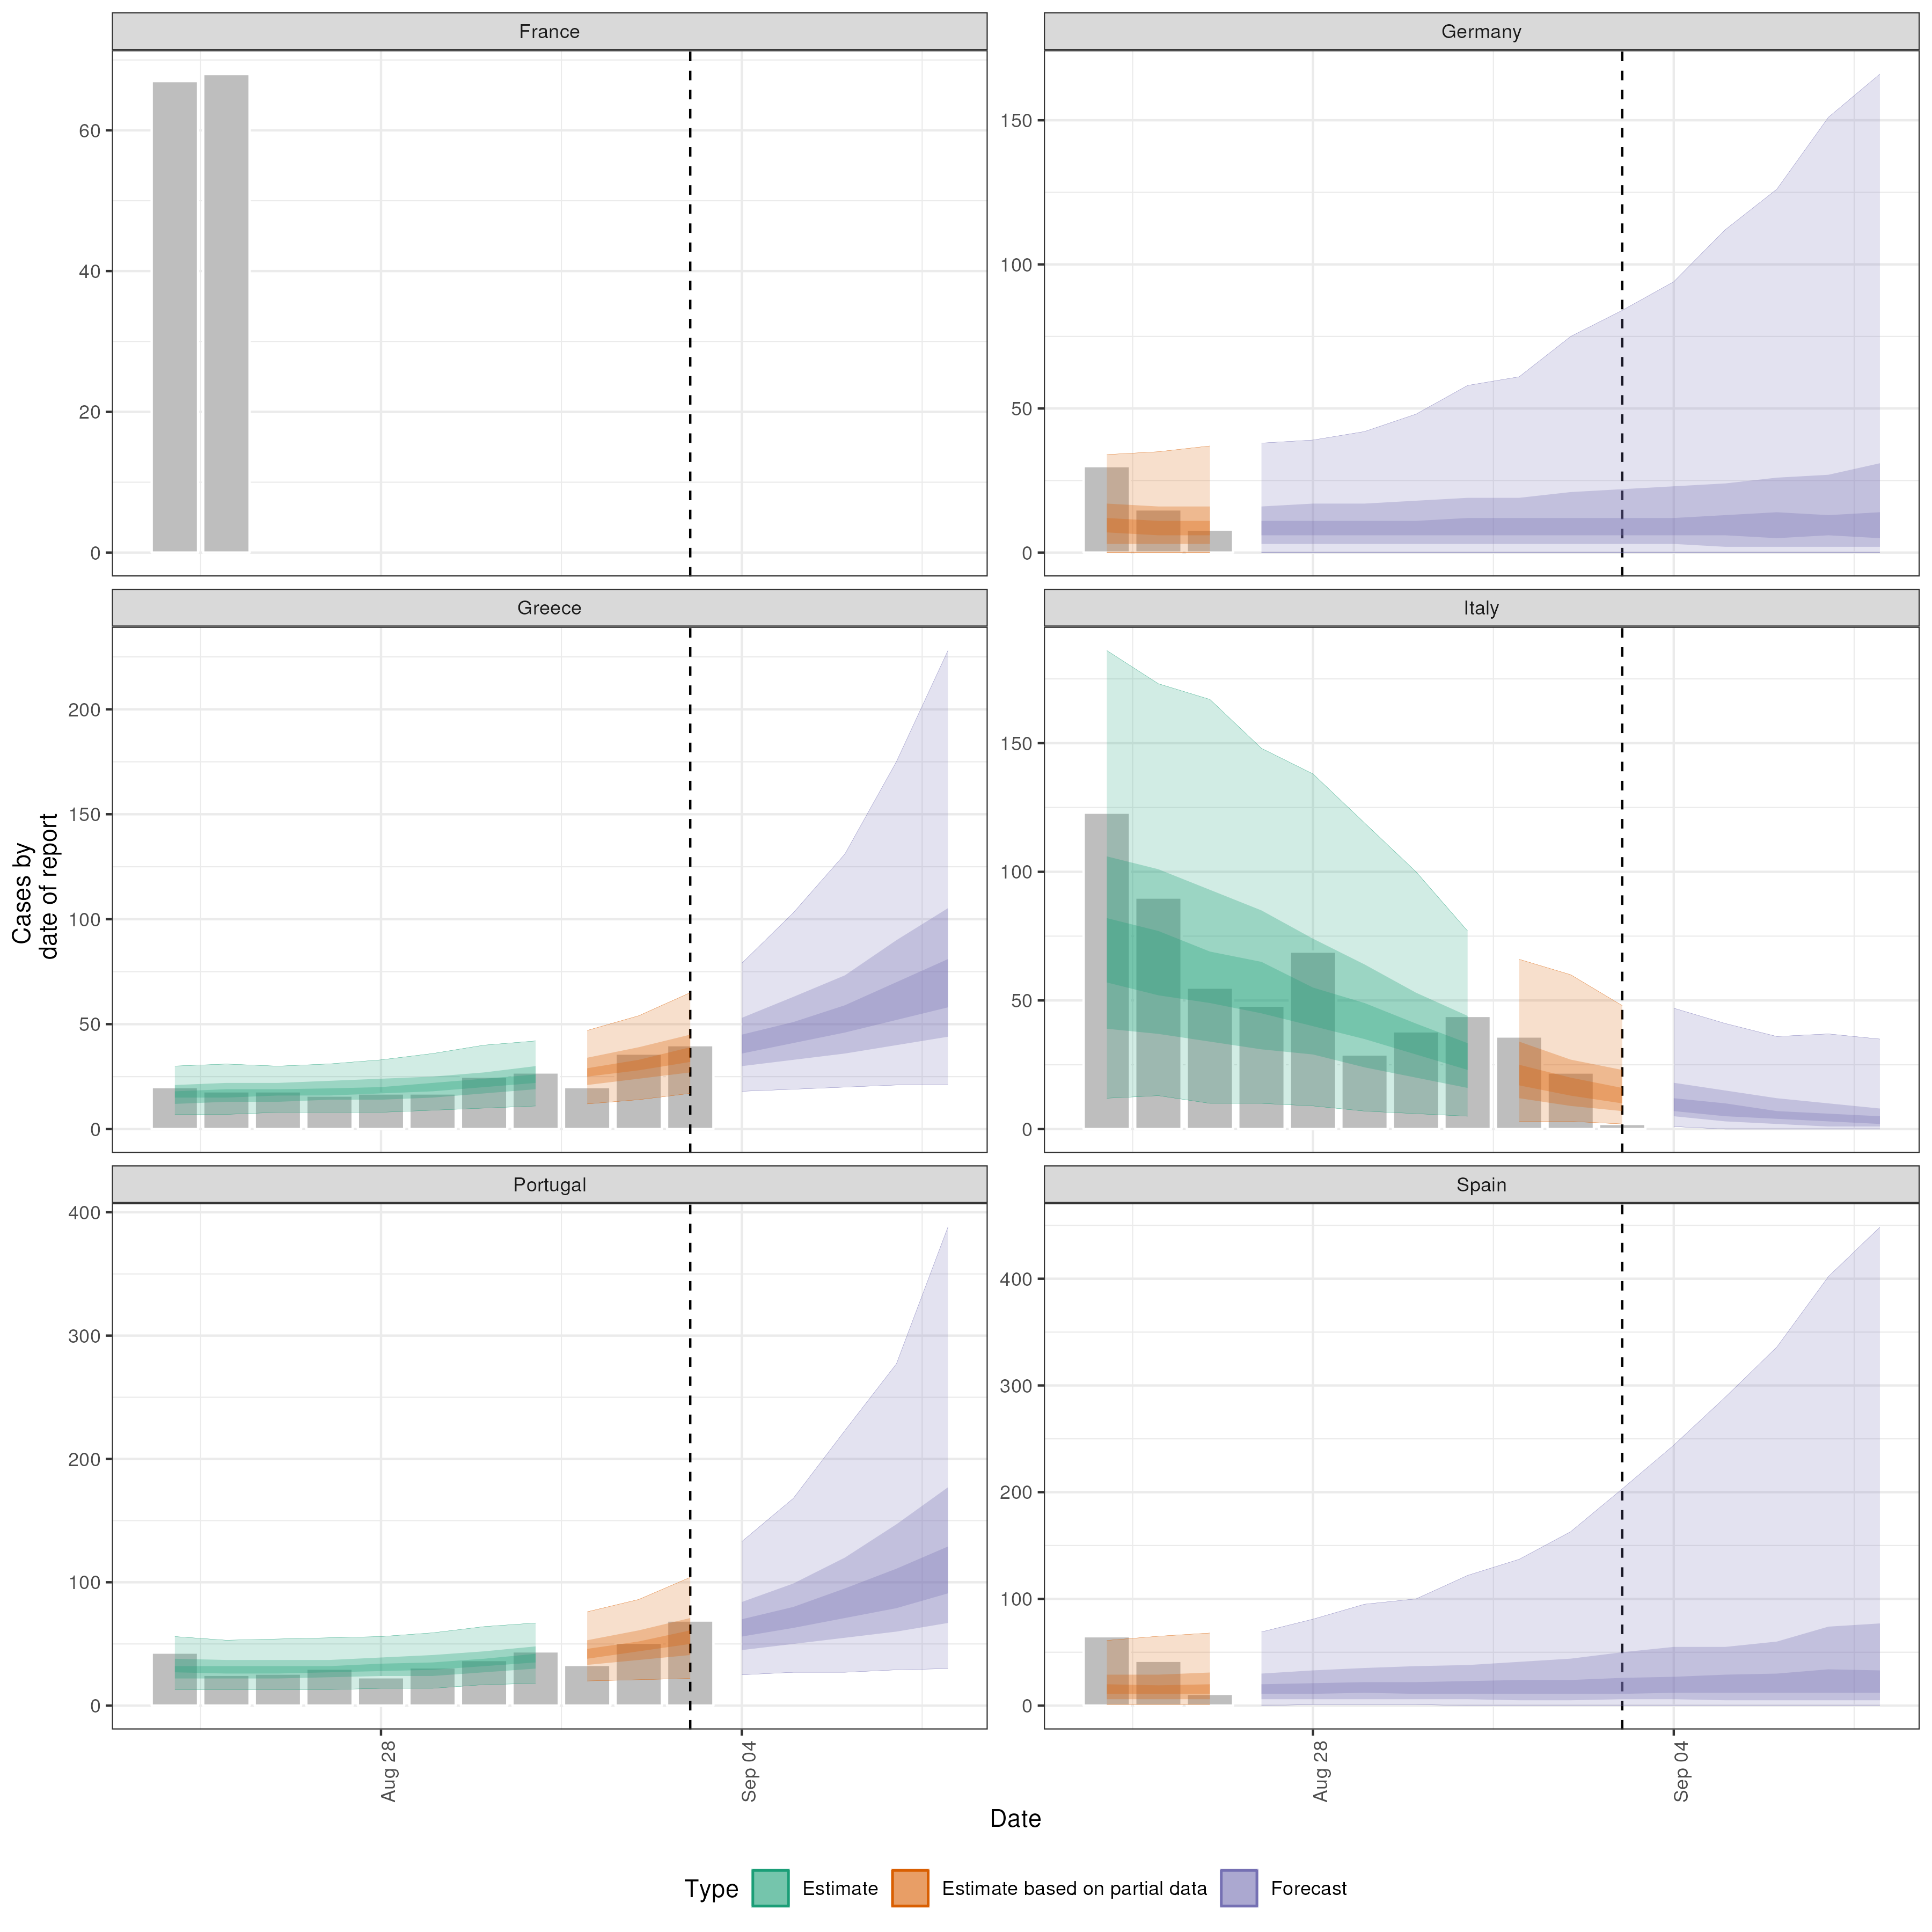 France
Germany
60
40
20
0
150
100
50
0
Greece
Italy
200
150
100
50
0
150
100
50
0
Cases by
date of report
Portugal
Spain
400
300
200
100
0
400
300
200
100
0
Aug 28
Sep 04
Aug 28
Sep 04
Date
Type Estimate Estimate based on partial data Forecast